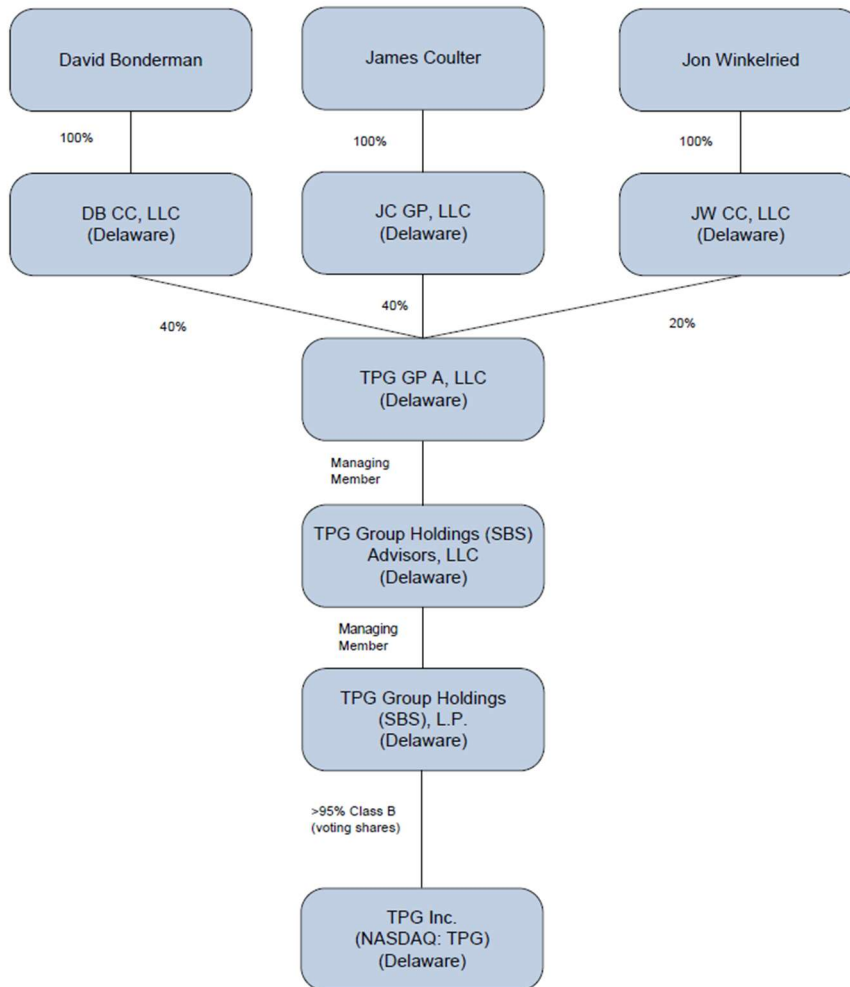 David Bonderman
James Coulter
Jon Winkelried
100%
100%
100%
DB CC, LLC
(Delaware)
JC GP, LLC
(Delaware)
JW CC, LLC
(Delaware)
40%
40%
20%
TPG GP A, LLC
(Delaware)
Managing
Member
TPG Group Holdings (SBS)
Advisors, LLC
(Delaware)
Managing
Member
TPG Group Holdings
(SBS), L.P.
(Delaware)
>95% Class B
(voting shares)
TPG Inc.
(NASDAQ: TPG)
(Delaware)